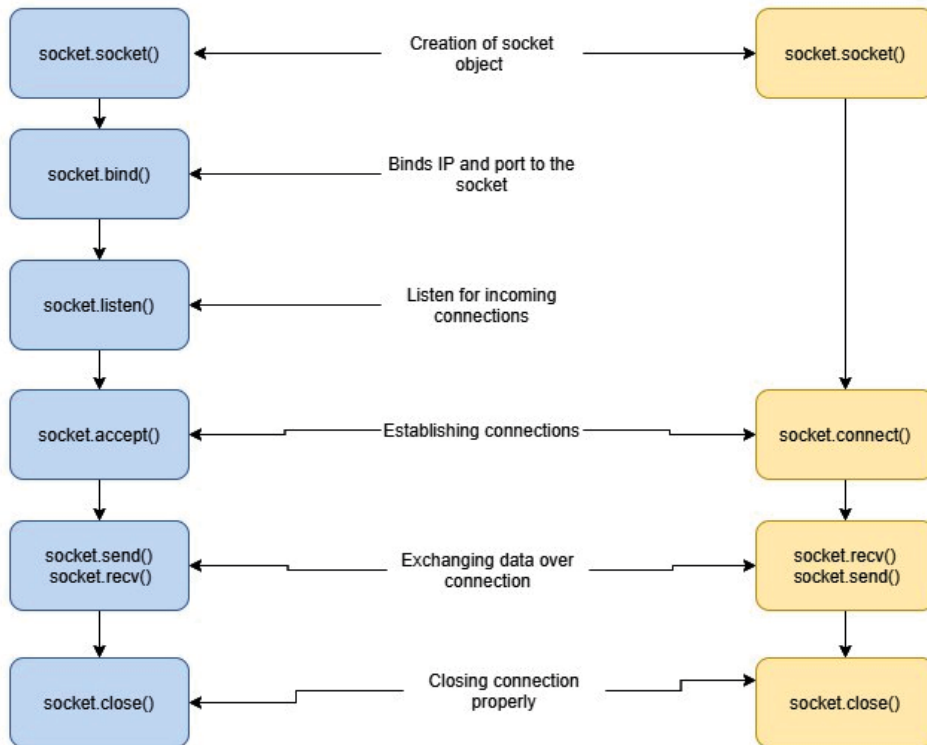 socket.socket()
Creation of socket
object
socket.socket()
socket.bind()
Binds IP and port to the
socket
socket.listen()
Listen for incoming
connections
socket.accept()
Establishing connections
socket.connect()
socket.send()
socket.recv()
Exchanging data over
connection
socket.recv()
socket.send()
socket.close()
Closing connection
properly
socket.close()